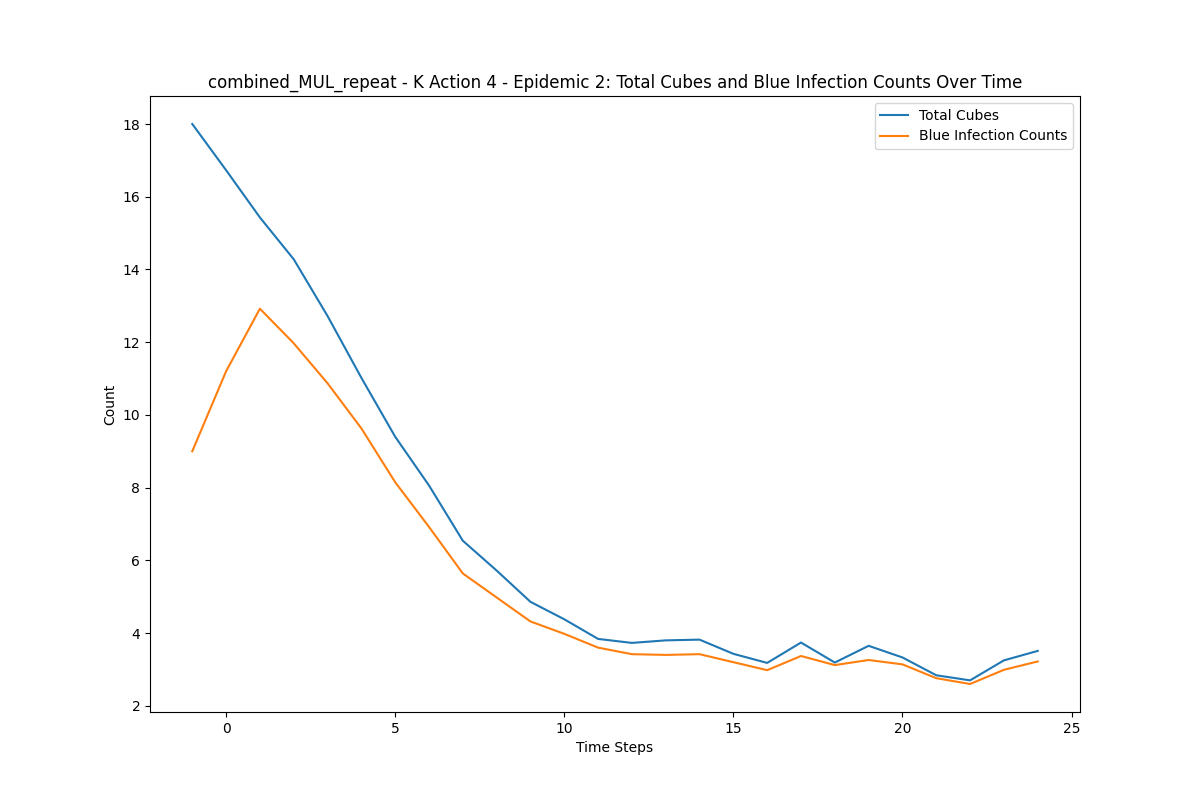 combined_MUL_repeat - K Action 4 - Epidemic 2: Total Cubes and Blue Infection Counts Over Time
Total Cubes
Blue Infection Counts
18
16
14
12
10
8
6
4
2
Count
0 5 10 15 20 25
Time Steps